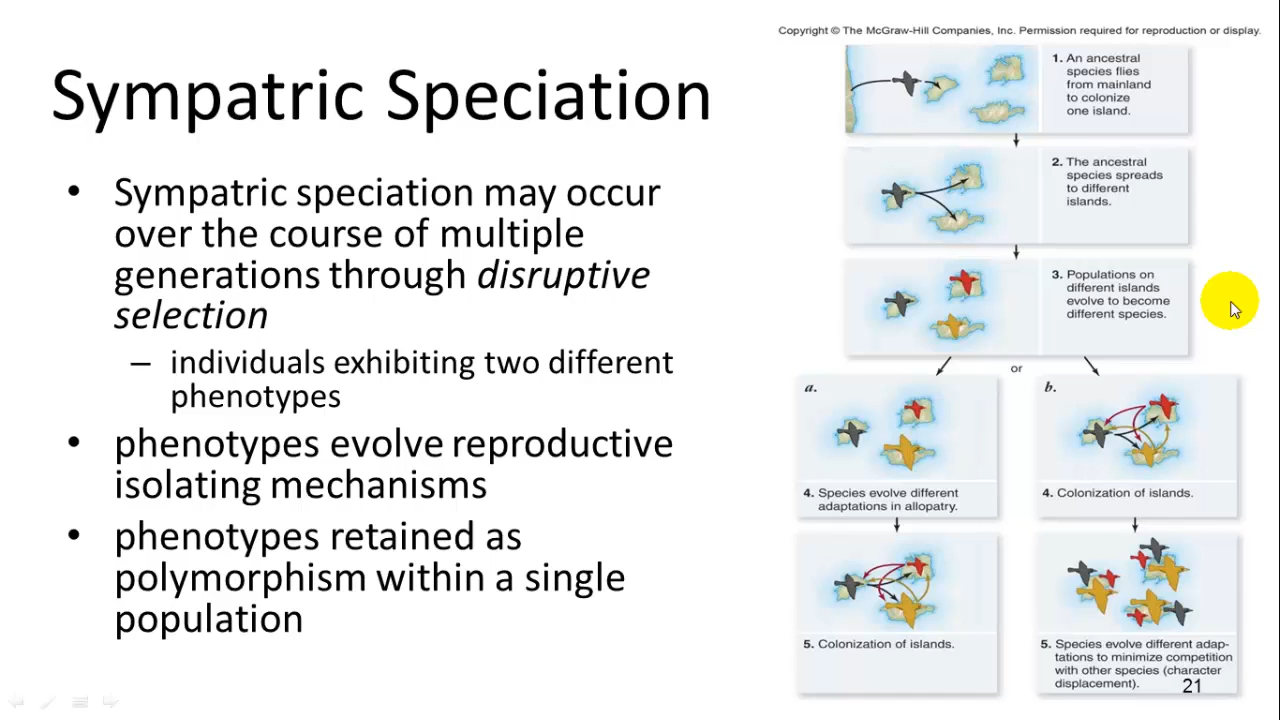 Copyright © The McGraw-Hill Companies, Inc. Permission required for reproduction or display.
Sympatric Speciation
• Sympatric speciation may occur
over the course of multiple
generations through disruptive
selection
– individuals exhibiting two different
phenotypes
• phenotypes evolve reproductive
isolating mechanisms
• phenotypes retained as
polymorphism within a single
population
1. An ancestral
species flies
from mainland
to colonize
one island.
2. The ancestral
species spreads
to different
islands.
3. Populations on
different islands
evolve to become
different species.
or
a.
4. Species evolve different
adaptations in allopatry.
5. Colonization of islands.
b.
4. Colonization of islands.
5. Species evolve different adap-
tations to minimize competition
with other species (character
displacement).
21